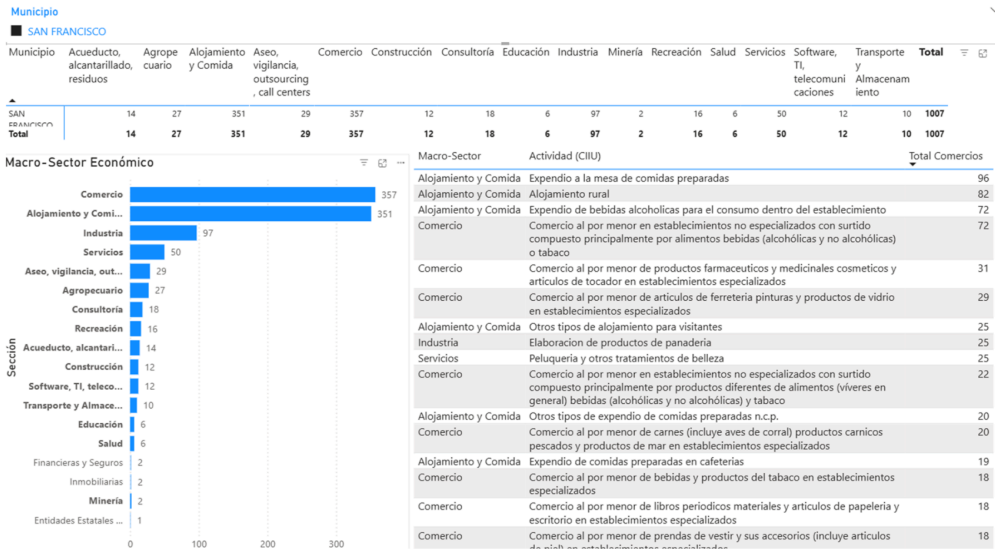 Municipio
SAN FRANCISCO
Municipio Acueducto, alcantarillado, residuos Agrope cuario Alojamiento y Comida Aseo, vigilancia, outsourcing , call centers Comercio Construcción Consultoría Educación Industria Minería Recreación Salud Servicios Software, TI, telecomuni caciones Transporte y Almacenam iento Total
SAN FRANCISCO 14 27 351 29 357 12 18 6 97 2 16 6 50 12 10 1007
Total 14 27 351 29 357 12 18 6 97 2 16 6 50 12 10 1007
Macro-Sector Económico
Sección
Comercio 357
Alojamiento y Comi... 351
Industria 97
Servicios 50
Aseo, vigilancia, out... 29
Agropecuario 27
Consultoría 18
Recreación 16
Acueducto, alcantari... 14
Construcción 12
Software, TI, teleco... 12
Transporte y Almace... 10
Educación 6
Salud 6
Financieras y Seguros 2
Inmobiliarias 2
Minería 2
Entidades Estatales ... 1
0 100 200 300
Macro-Sector Actividad (CIIU) Total Comercios
Alojamiento y Comida Expendio a la mesa de comidas preparadas 96
Alojamiento y Comida Alojamiento rural 82
Alojamiento y Comida Expendio de bebidas alcoholicas para el consumo dentro del establecimiento 72
Comercio Comercio al por menor en establecimientos no especializados con surtido 72
compuesto principalmente por alimentos bebidas (alcohólicas y no alcohólicas)
o tabaco
Comercio Comercio al por menor de productos farmaceuticos y medicinales cosmeticos y 31
articulos de tocador en establecimientos especializados
Comercio Comercio al por menor de articulos de ferreteria pinturas y productos de vidrio 29
en establecimientos especializados
Alojamiento y Comida Otros tipos de alojamiento para visitantes 25
Industria Elaboracion de productos de panaderia 25
Servicios Peluqueria y otros tratamientos de belleza 25
Comercio Comercio al por menor en establecimientos no especializados con surtido 22
compuesto principalmente por productos diferentes de alimentos (víveres en
general) bebidas (alcohólicas y no alcohólicas) y tabaco
Alojamiento y Comida Otros tipos de expendio de comidas preparadas n.c.p. 20
Comercio Comercio al por menor de carnes (incluye aves de corral) productos carnicos 20
pescados y productos de mar en establecimientos especializados
Alojamiento y Comida Expendio de comidas preparadas en cafeterias 19
Comercio Comercio al por menor de bebidas y productos del tabaco en establecimientos 18
especializados
Comercio Comercio al por menor de libros periodicos materiales y articulos de papeleria y 18
escritorio en establecimientos especializados
Comercio Comercio al por menor de prendas de vestir y sus accesorios (incluye articulos 18
de piel) en establecimientos especializados